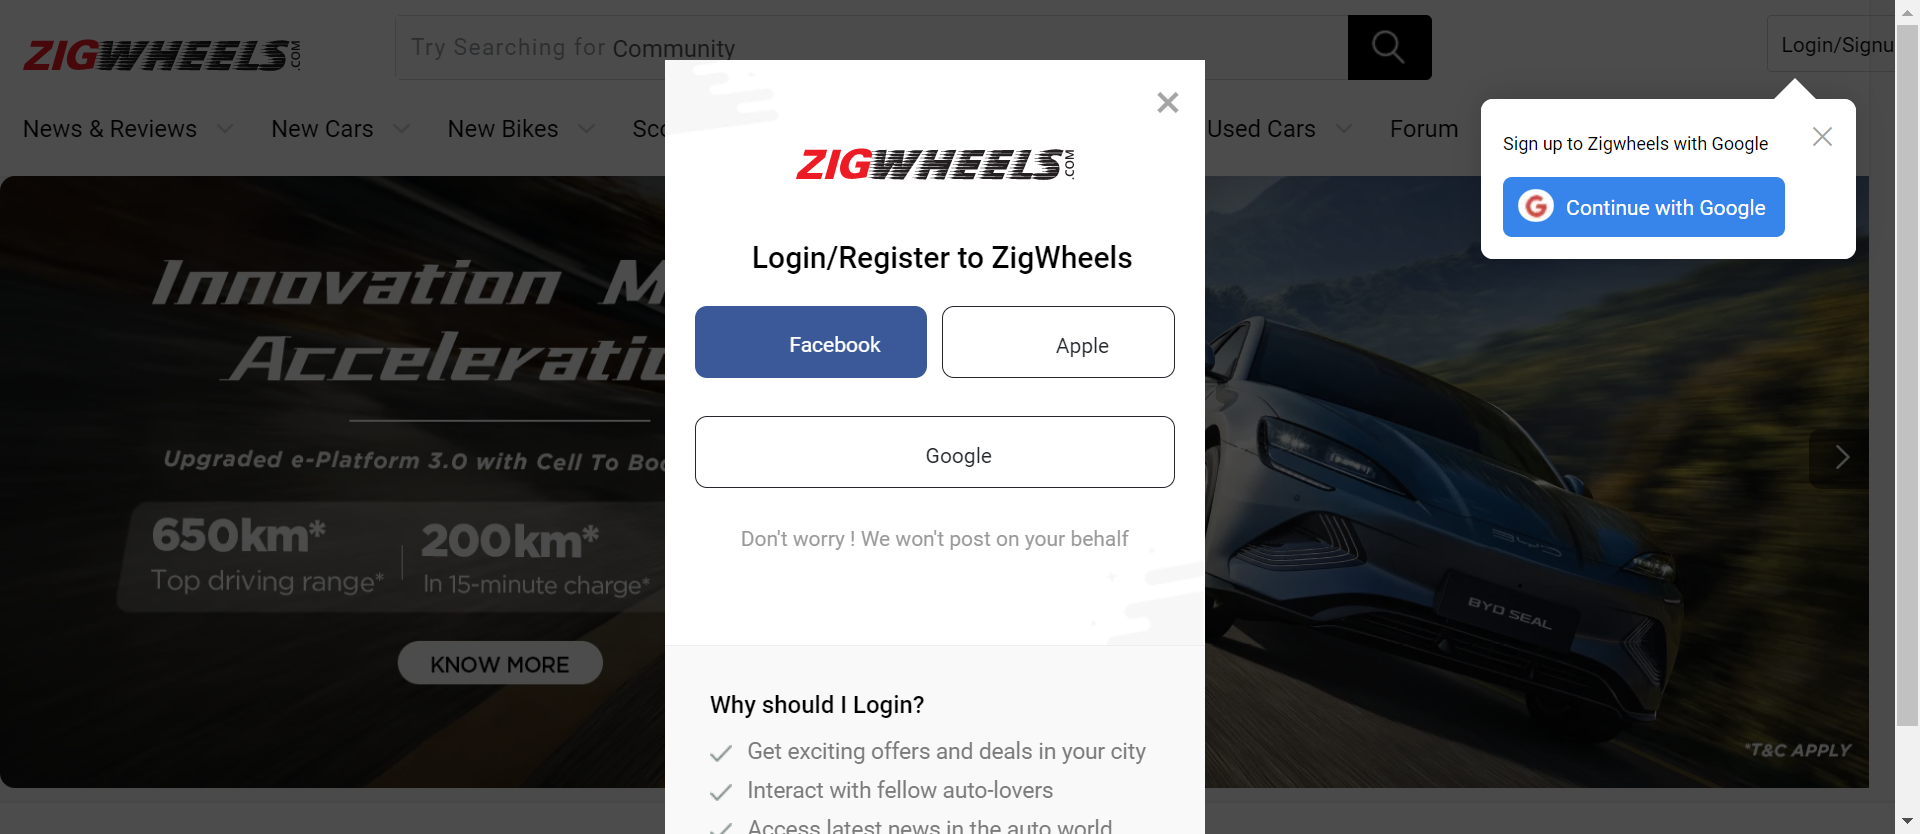 ZIGWHEELS.COM
Try Searching for Community
Login/Signu
News & Reviews New Cars New Bikes Sco Used Cars Forum
Sign up to Zigwheels with Google
Continue with Google
ZIGWHEELS.COM
Login/Register to ZigWheels
Facebook Apple
Google
Don't worry ! We won't post on your behalf
Why should I Login?
Get exciting offers and deals in your city
Interact with fellow auto-lovers
Access latest news in the auto world
Innovation M
Acceleratio
Upgraded e-Platform 3.0 with Cell To Bo
650km* 200km*
Top driving range* In 15-minute charge*
KNOW MORE
BYD
BYD SEAL
*T&C APPLY